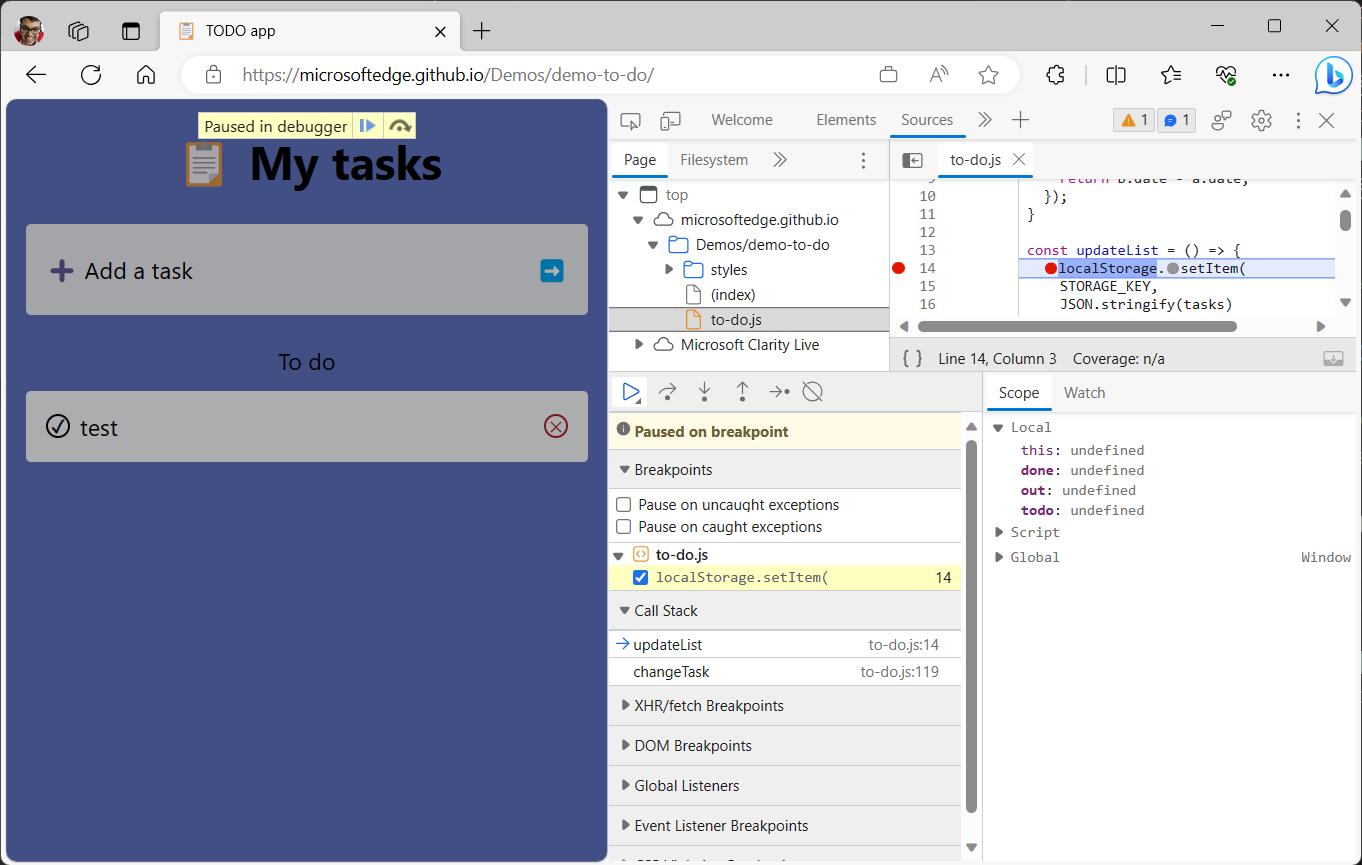 TODO app
https://microsoftedge.github.io/Demos/demo-to-do/
Paused in debugger
My tasks
Add a task
To do
test
Welcome
Elements
Sources
1
1
Page
Filesystem
top
microsoftedge.github.io
Demos/demo-to-do
styles
(index)
to-do.js
Microsoft Clarity Live
to-do.js
9 return b.date - a.date;
10 });
11 }
12
13 const updateList = () => {
14 localStorage.setItem(
15 STORAGE_KEY,
16 JSON.stringify(tasks)
{ } Line 14, Column 3 Coverage: n/a
Paused on breakpoint
Breakpoints
Pause on uncaught exceptions
Pause on caught exceptions
to-do.js
localStorage.setItem( 14
Call Stack
updateList to-do.js:14
changeTask to-do.js:119
XHR/fetch Breakpoints
DOM Breakpoints
Global Listeners
Event Listener Breakpoints
Scope
Watch
Local
this: undefined
done: undefined
out: undefined
todo: undefined
Script
Global Window